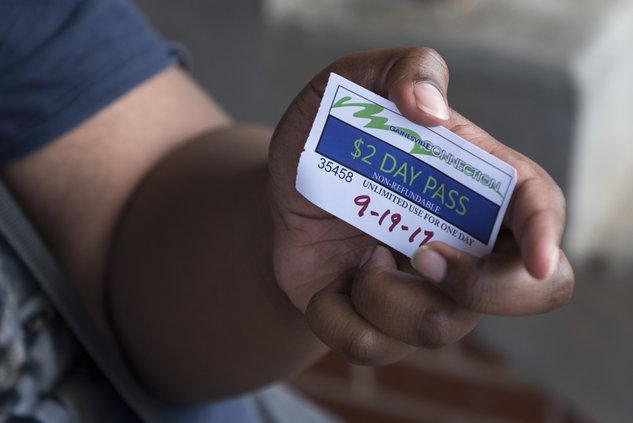 GAINESVILLE
CONNECTION
$2 DAY PASS
NON-REFUNDABLE
35458
UNLIMITED USE FOR ONE DAY
9-19-17